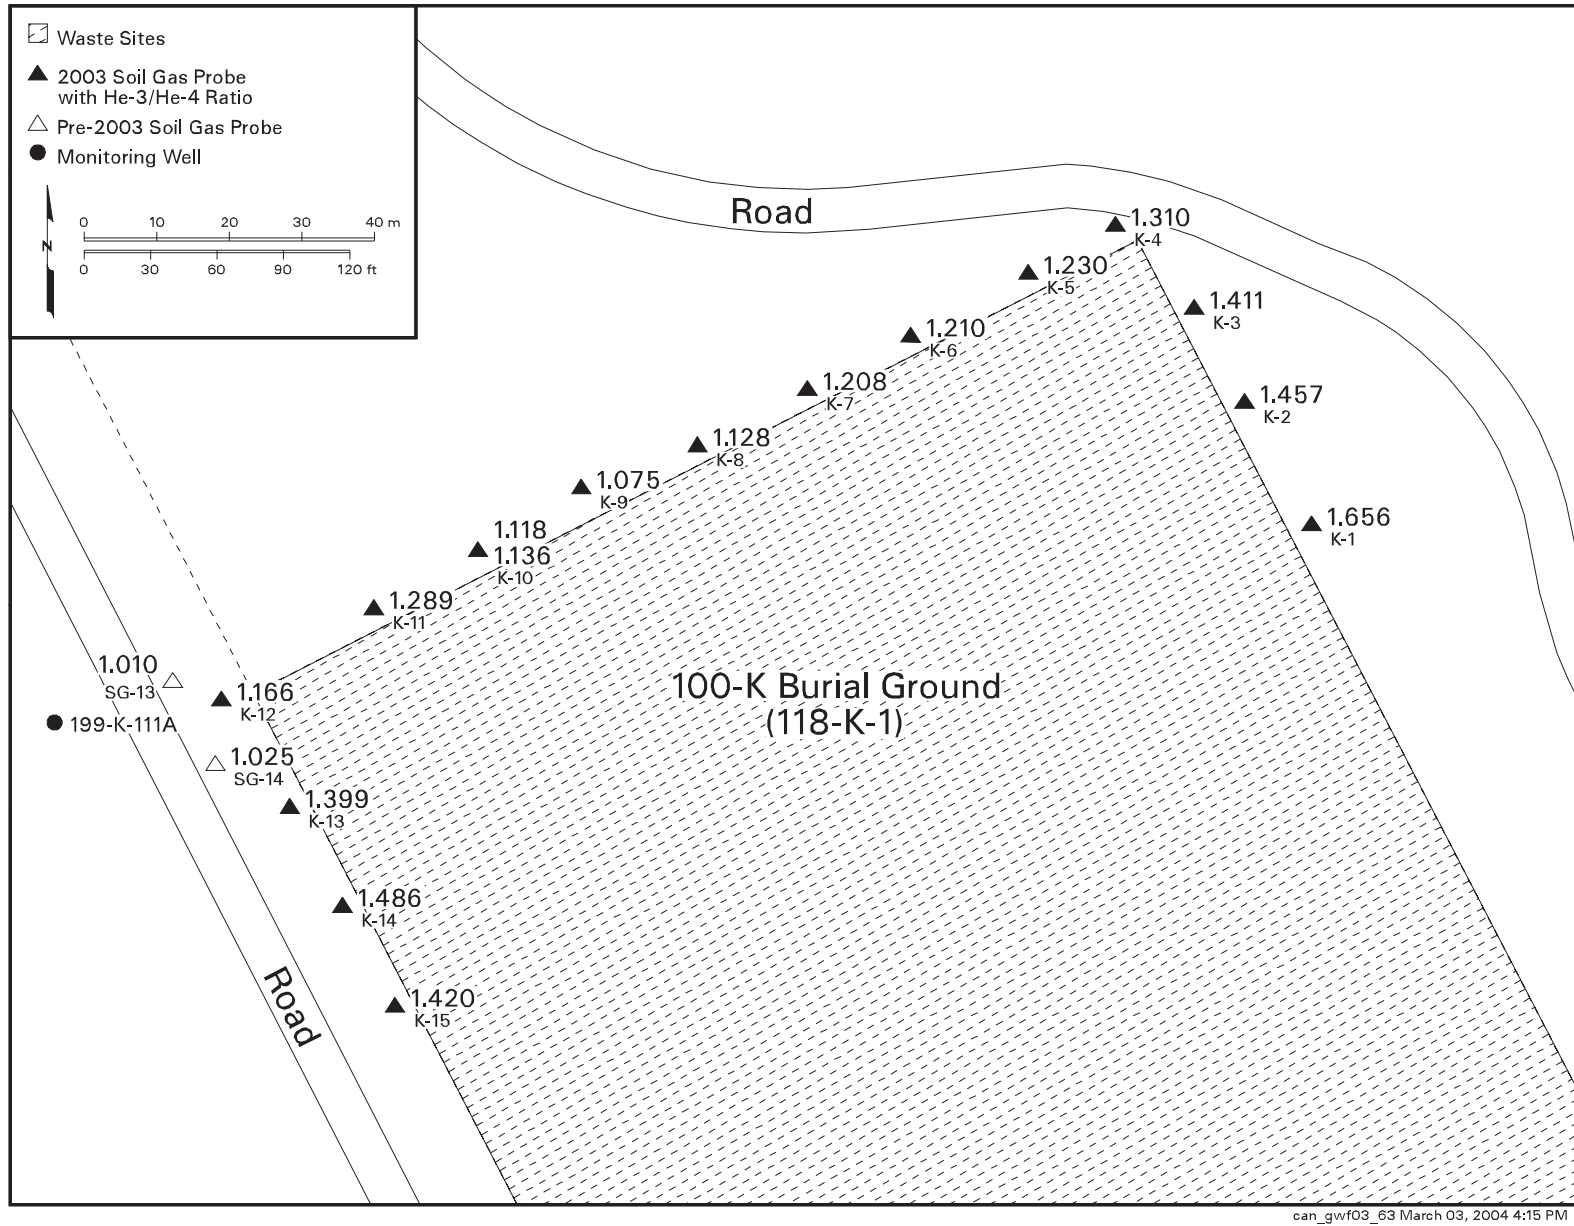 Waste Sites
2003 Soil Gas Probe
with He-3/He-4 Ratio
Pre-2003 Soil Gas Probe
Monitoring Well
N
0 10 20 30 40 m
0 30 60 90 120 ft
Road
1.310
K-4
1.230
K-5
1.411
K-3
1.210
K-6
1.208
K-7
1.457
K-2
1.128
K-8
1.075
K-9
1.656
K-1
1.118
1.136
K-10
1.289
K-11
1.010
SG-13
1.166
K-12
199-K-111A
100-K Burial Ground
(118-K-1)
1.025
SG-14
1.399
K-13
1.486
K-14
1.420
K-15
Road
can_gwf03_63 March 03, 2004 4:15 PM